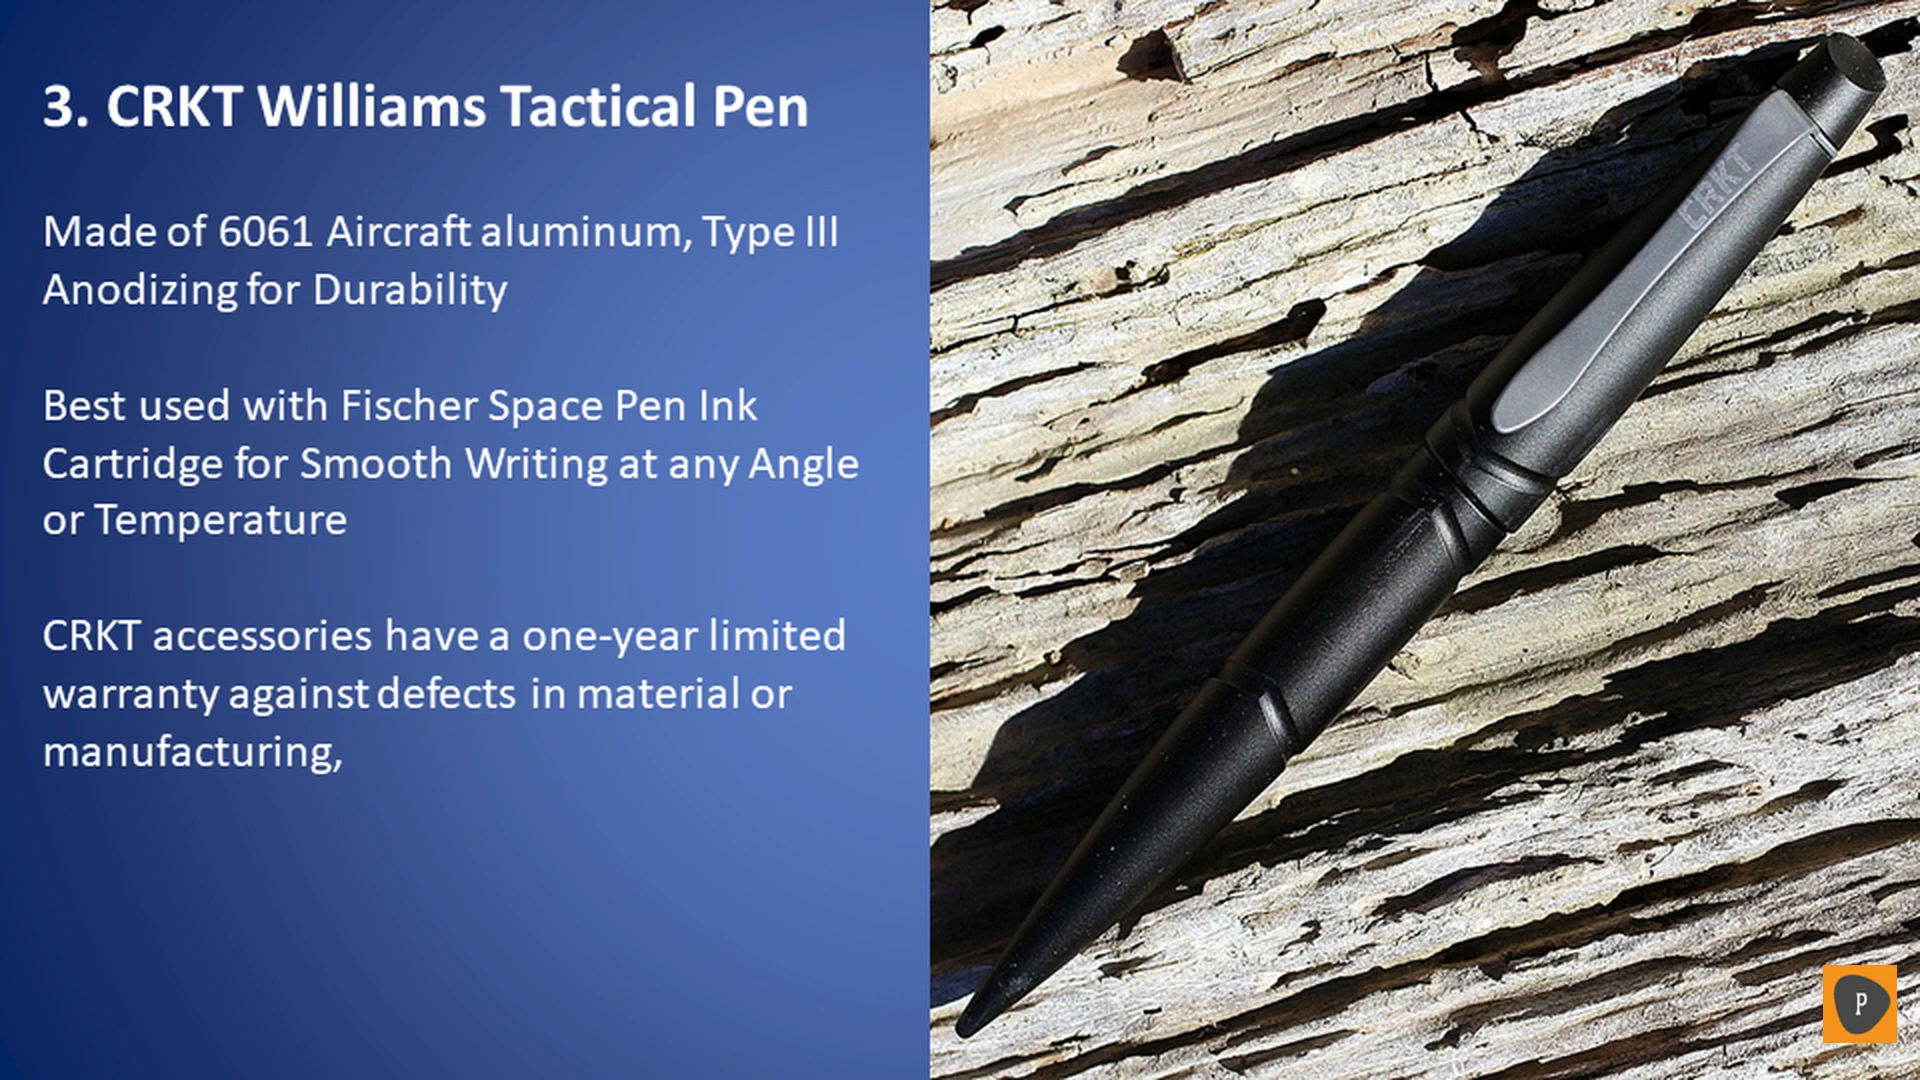 3. CRKT Williams Tactical Pen
Made of 6061 Aircraft aluminum, Type III
Anodizing for Durability
Best used with Fischer Space Pen Ink
Cartridge for Smooth Writing at any Angle
or Temperature
CRKT accessories have a one-year limited
warranty against defects in material or
manufacturing,
CRKT
P